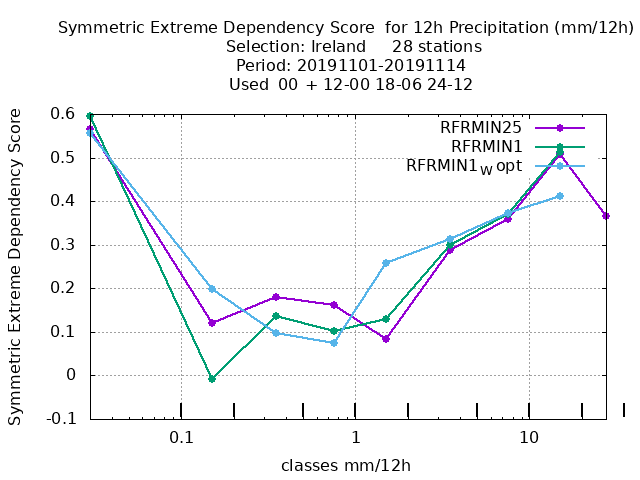 Symmetric Extreme Dependency Score  for 12h Precipitation (mm/12h)
Selection: Ireland     28 stations
Period: 20191101-20191114
Used  00 + 12-00 18-06 24-12
Symmetric Extreme Dependency Score
0.6
0.5
0.4
0.3
0.2
0.1
0
-0.1
RFRMIN25
RFRMIN1
RFRMIN1W opt
0.1 1 10
classes mm/12h